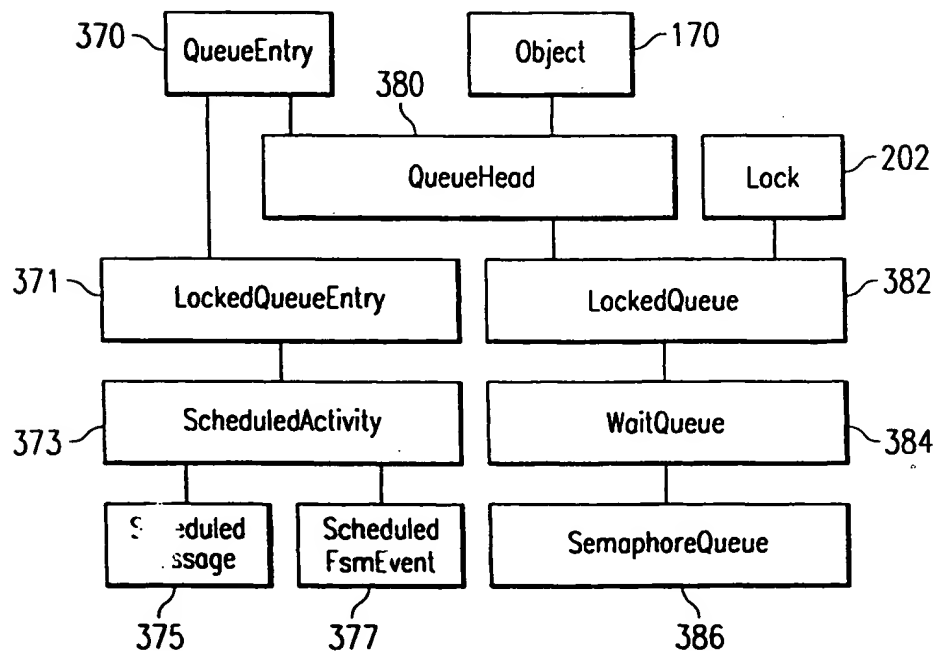 370
QueueEntry
Object
170
380
QueueHead
Lock
202
371
LockedQueueEntry
LockedQueue
382
373
ScheduledActivity
WaitQueue
384
Scheduled
FsmEvent
SemaphoreQueue
375
377
386